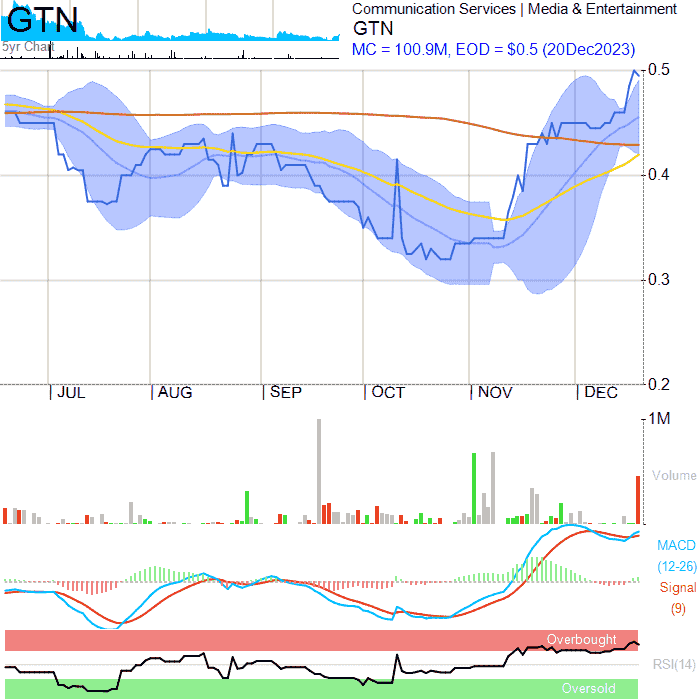 GTN
5yr Chart
Communication Services | Media & Entertainment
GTN
MC = 100.9M, EOD = $0.5 (20Dec2023)
0.5
0.4
0.3
0.2
JUL AUG SEP OCT NOV DEC
1M
Volume
MACD
(12-26)
Signal
(9)
Overbought
RSI(14)
Oversold